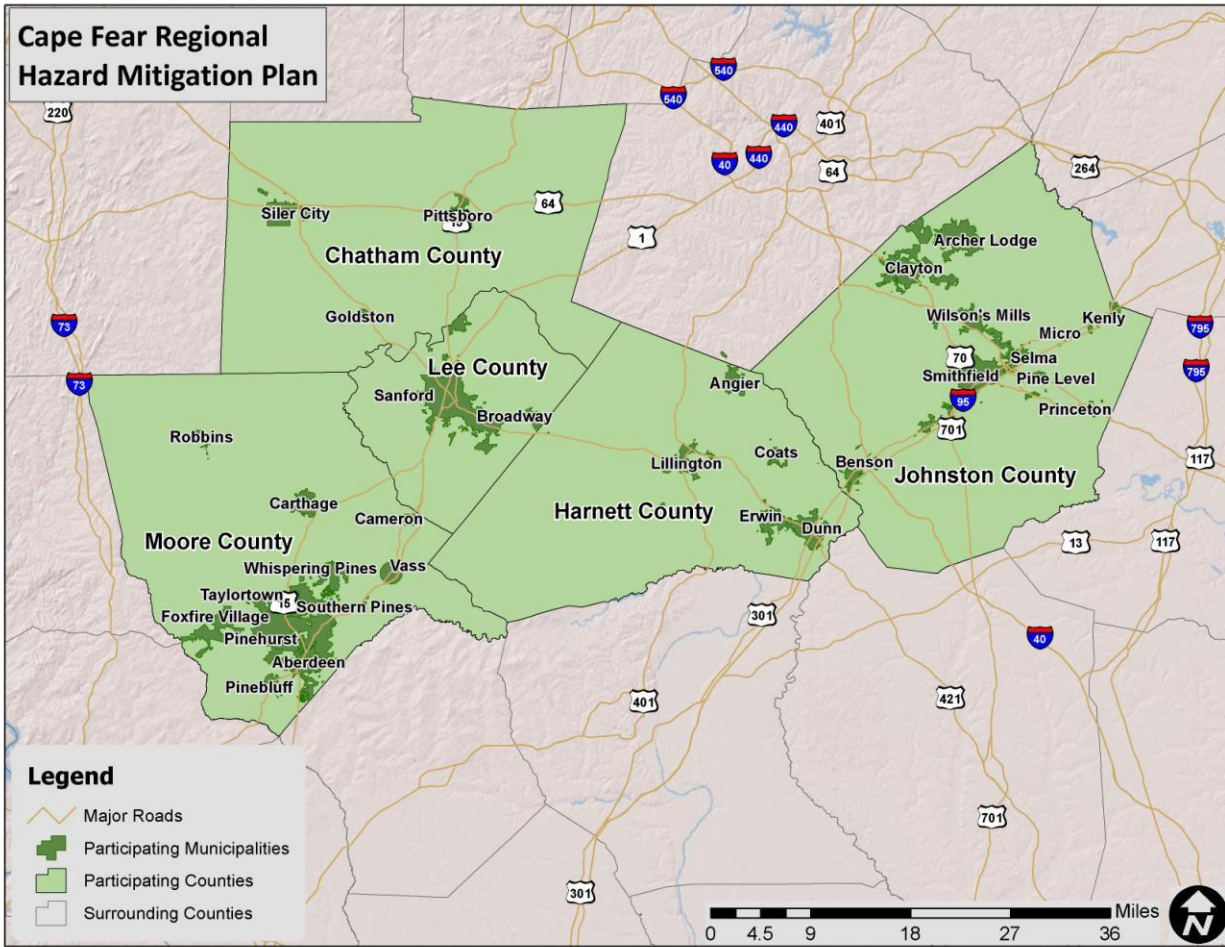 Cape Fear Regional
Hazard Mitigation Plan
220
540
540
440
401
40
440
64
264
Siler City
Pittsboro
15
64
1
Chatham County
Archer Lodge
Clayton
Goldston
73
Wilson's Mills
Kenly
795
Micro
70
Selma
Lee County
Smithfield
Pine Level
795
73
Angier
Sanford
95
Princeton
Broadway
701
Robbins
117
Lillington
Coats
Benson
Johnston County
Carthage
Harnett County
Cameron
Erwin
Dunn
Moore County
13
117
Whispering Pines
Vass
Taylortown
15
Southern Pines
Foxfire Village
301
Pinehurst
40
Aberdeen
Pinebluff
401
421
Legend
Major Roads
Participating Municipalities
Participating Counties
Surrounding Counties
701
301
Miles
0 4.5 9 18 27 36
N